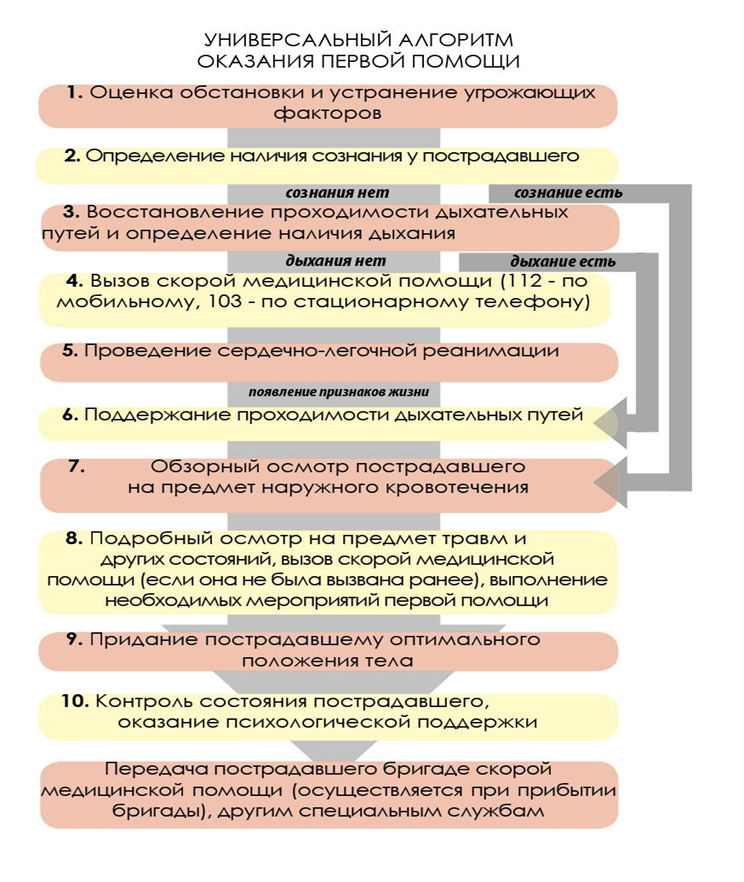 УНИВЕРСАЛЬНЫЙ АЛГОРИТМ
ОКАЗАНИЯ ПЕРВОЙ ПОМОЩИ
1. Оценка обстановки и устранение угрожающих
факторов
2. Определение наличия сознания у пострадавшего
сознания нет
сознание есть
3. Восстановление проходимости дыхательных
путей и определение наличия дыхания
дыхания нет
дыхание есть
4. Вызов скорой медицинской помощи (112 - по
мобильному, 103 - по стационарному телефону)
5. Проведение сердечно-легочной реанимации
появление признаков жизни
6. Поддержание проходимости дыхательных путей
7. Обзорный осмотр пострадавшего
на предмет наружного кровотечения
8. Подробный осмотр на предмет травм и
других состояний, вызов скорой медицинской
помощи (если она не была вызвана ранее), выполнение
необходимых мероприятий первой помощи
9. Придание пострадавшему оптимального
положения тела
10. Контроль состояния пострадавшего,
оказание психологической поддержки
Передача пострадавшего бригаде скорой
медицинской помощи (осуществляется при прибытии
бригады), другим специальным службам